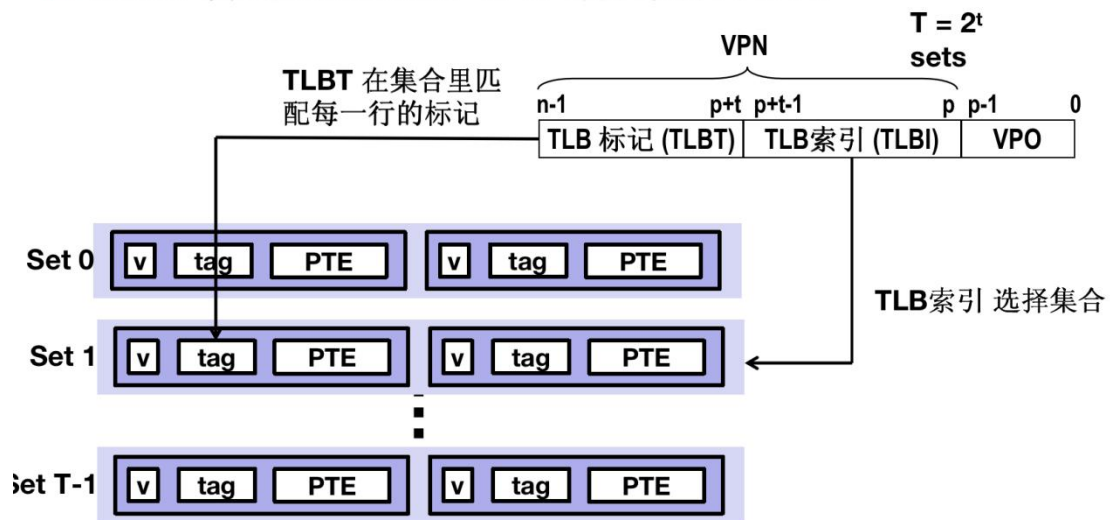 T = 2ᵗ
sets
VPN
TLBT 在集合里匹
配每一行的标记
n-1 p+t p+t-1 p p-1 0
TLB 标记 (TLBT) TLB索引 (TLBI) VPO
Set 0 v tag PTE v tag PTE
TLB索引 选择集合
Set 1 v tag PTE v tag PTE
Set T-1 v tag PTE v tag PTE